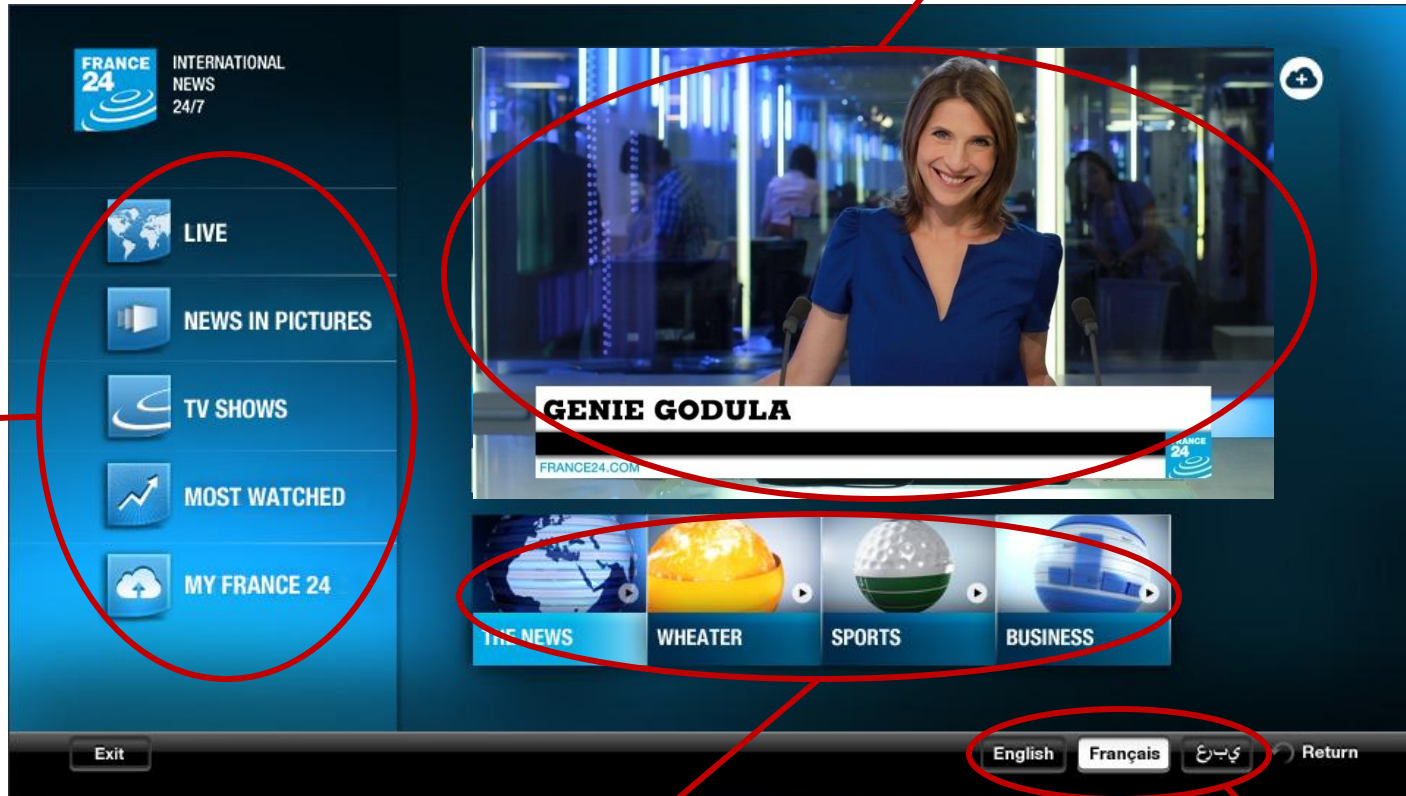 FRANCE
24
INTERNATIONAL
NEWS
24/7
LIVE
NEWS IN PICTURES
TV SHOWS
MOST WATCHED
MY FRANCE 24
GENIE GODULA
FRANCE24.COM
FRANCE
24
THE NEWS
WHEATER
SPORTS
BUSINESS
Exit
English
Français
يبرع
Return